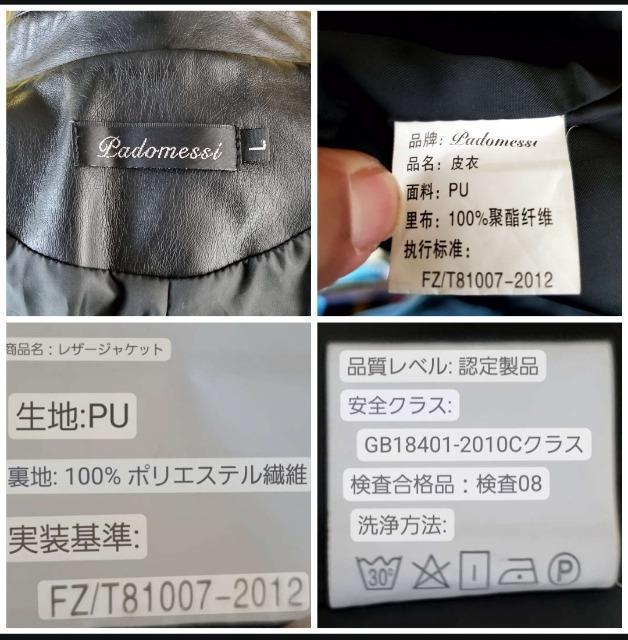 Padomessi
L
品牌: Padomessi
品名: 皮衣
面料: PU
里布: 100%聚酯纤维
执行标准:
FZ/T81007-2012
商品名：レザージャケット
生地:PU
裏地: 100% ポリエステル繊維
実装基準:
FZ/T81007-2012
品質レベル: 認定製品
安全クラス:
GB18401-2010Cクラス
検査合格品：検査08
洗浄方法:
30°
P